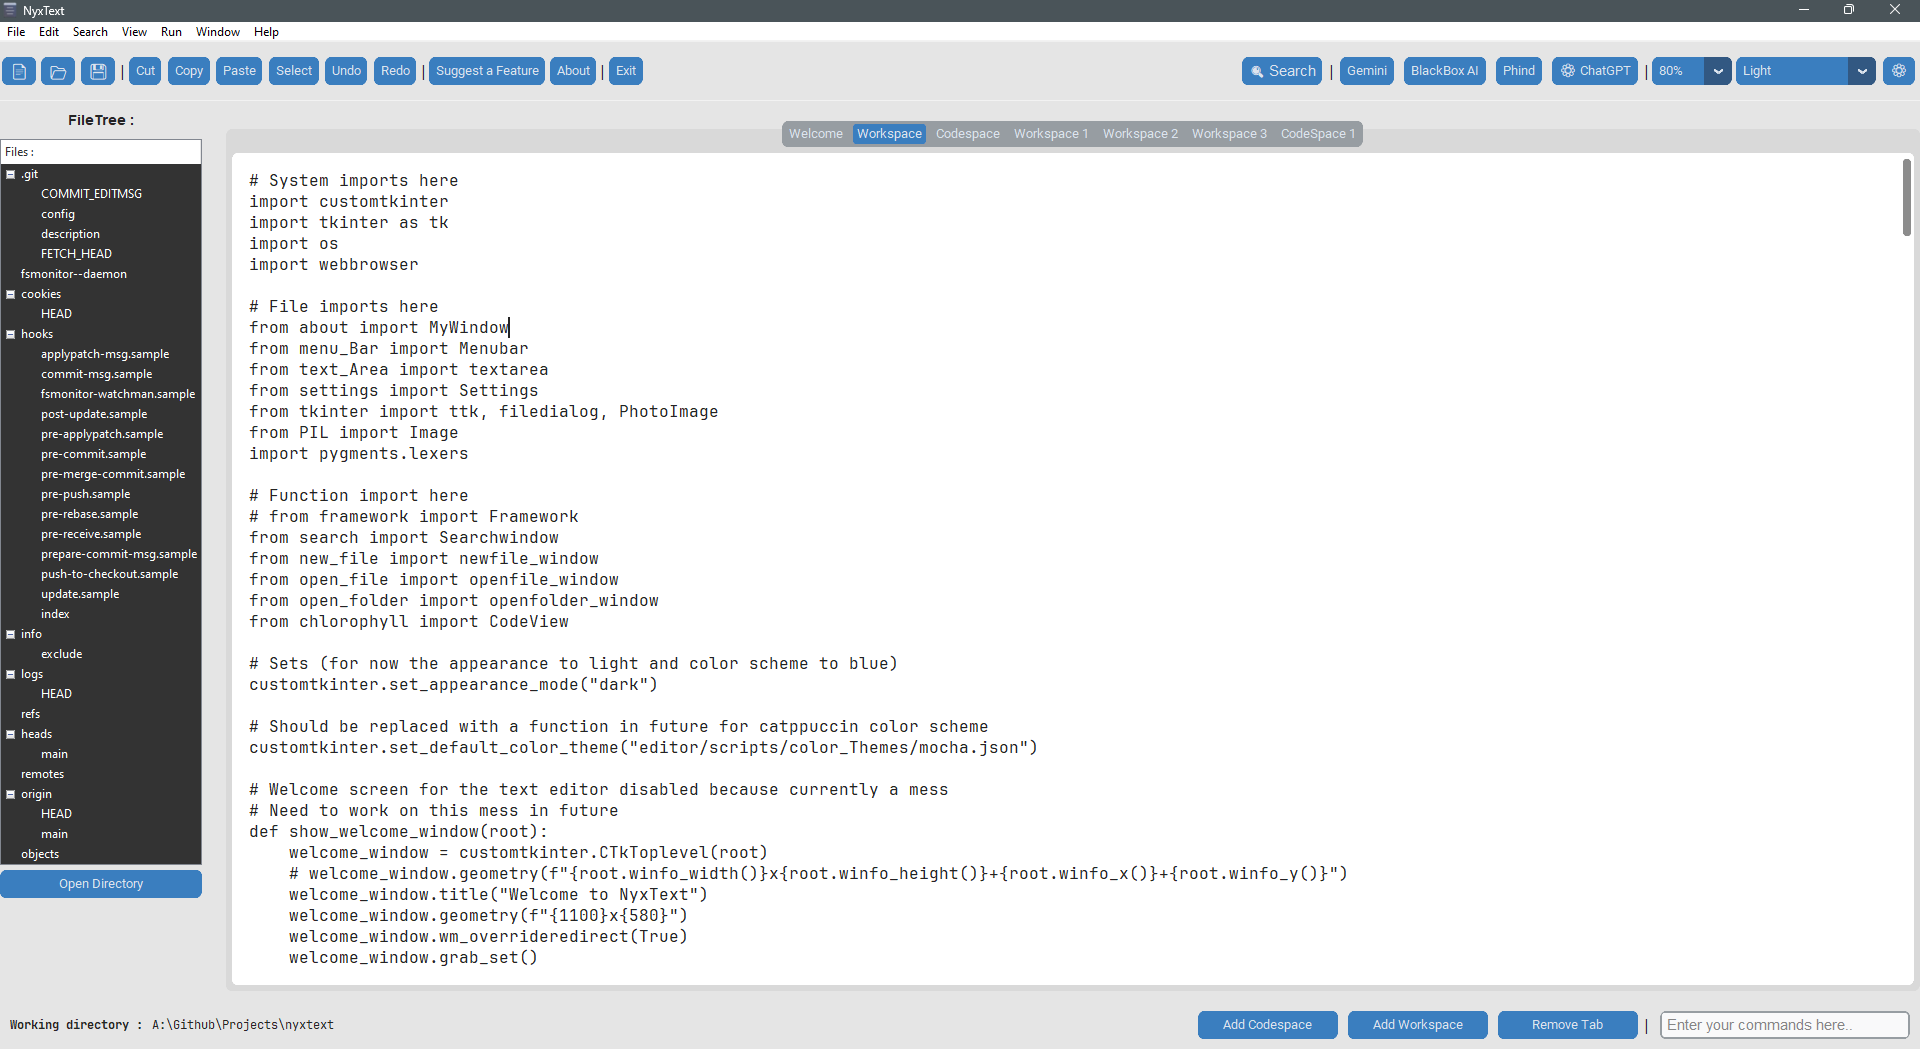 NyxText
File Edit Search View Run Window Help
Cut Copy Paste Select Undo Redo | Suggest a Feature About | Exit
Search | Gemini BlackBox AI Phind ChatGPT | 80% Light
FileTree :
Files :
.git
COMMIT_EDITMSG
config
description
FETCH_HEAD
fsmonitor--daemon
cookies
HEAD
hooks
applypatch-msg.sample
commit-msg.sample
fsmonitor-watchman.sample
post-update.sample
pre-applypatch.sample
pre-commit.sample
pre-merge-commit.sample
pre-push.sample
pre-rebase.sample
pre-receive.sample
prepare-commit-msg.sample
push-to-checkout.sample
update.sample
index
info
exclude
logs
HEAD
refs
heads
main
remotes
origin
HEAD
main
objects
Open Directory
Welcome Workspace Codespace Workspace 1 Workspace 2 Workspace 3 CodeSpace 1
# System imports here
import customtkinter
import tkinter as tk
import os
import webbrowser
# File imports here
from about import MyWindow
from menu_Bar import Menubar
from text_Area import textarea
from settings import Settings
from tkinter import ttk, filedialog, PhotoImage
from PIL import Image
import pygments.lexers
# Function import here
# from framework import Framework
from search import Searchwindow
from new_file import newfile_window
from open_file import openfile_window
from open_folder import openfolder_window
from chlorophyll import CodeView
# Sets (for now the appearance to light and color scheme to blue)
customtkinter.set_appearance_mode("dark")
# Should be replaced with a function in future for catppuccin color scheme
customtkinter.set_default_color_theme("editor/scripts/color_Themes/mocha.json")
# Welcome screen for the text editor disabled because currently a mess
# Need to work on this mess in future
def show_welcome_window(root):
    welcome_window = customtkinter.CTkToplevel(root)
    # welcome_window.geometry(f"{root.winfo_width()}x{root.winfo_height()}+{root.winfo_x()}+{root.winfo_y()}")
    welcome_window.title("Welcome to NyxText")
    welcome_window.geometry(f"{1100}x{580}")
    welcome_window.wm_overrideredirect(True)
    welcome_window.grab_set()
Working directory : A:\Github\Projects\nyxtext
Add Codespace Add Workspace Remove Tab | Enter your commands here..